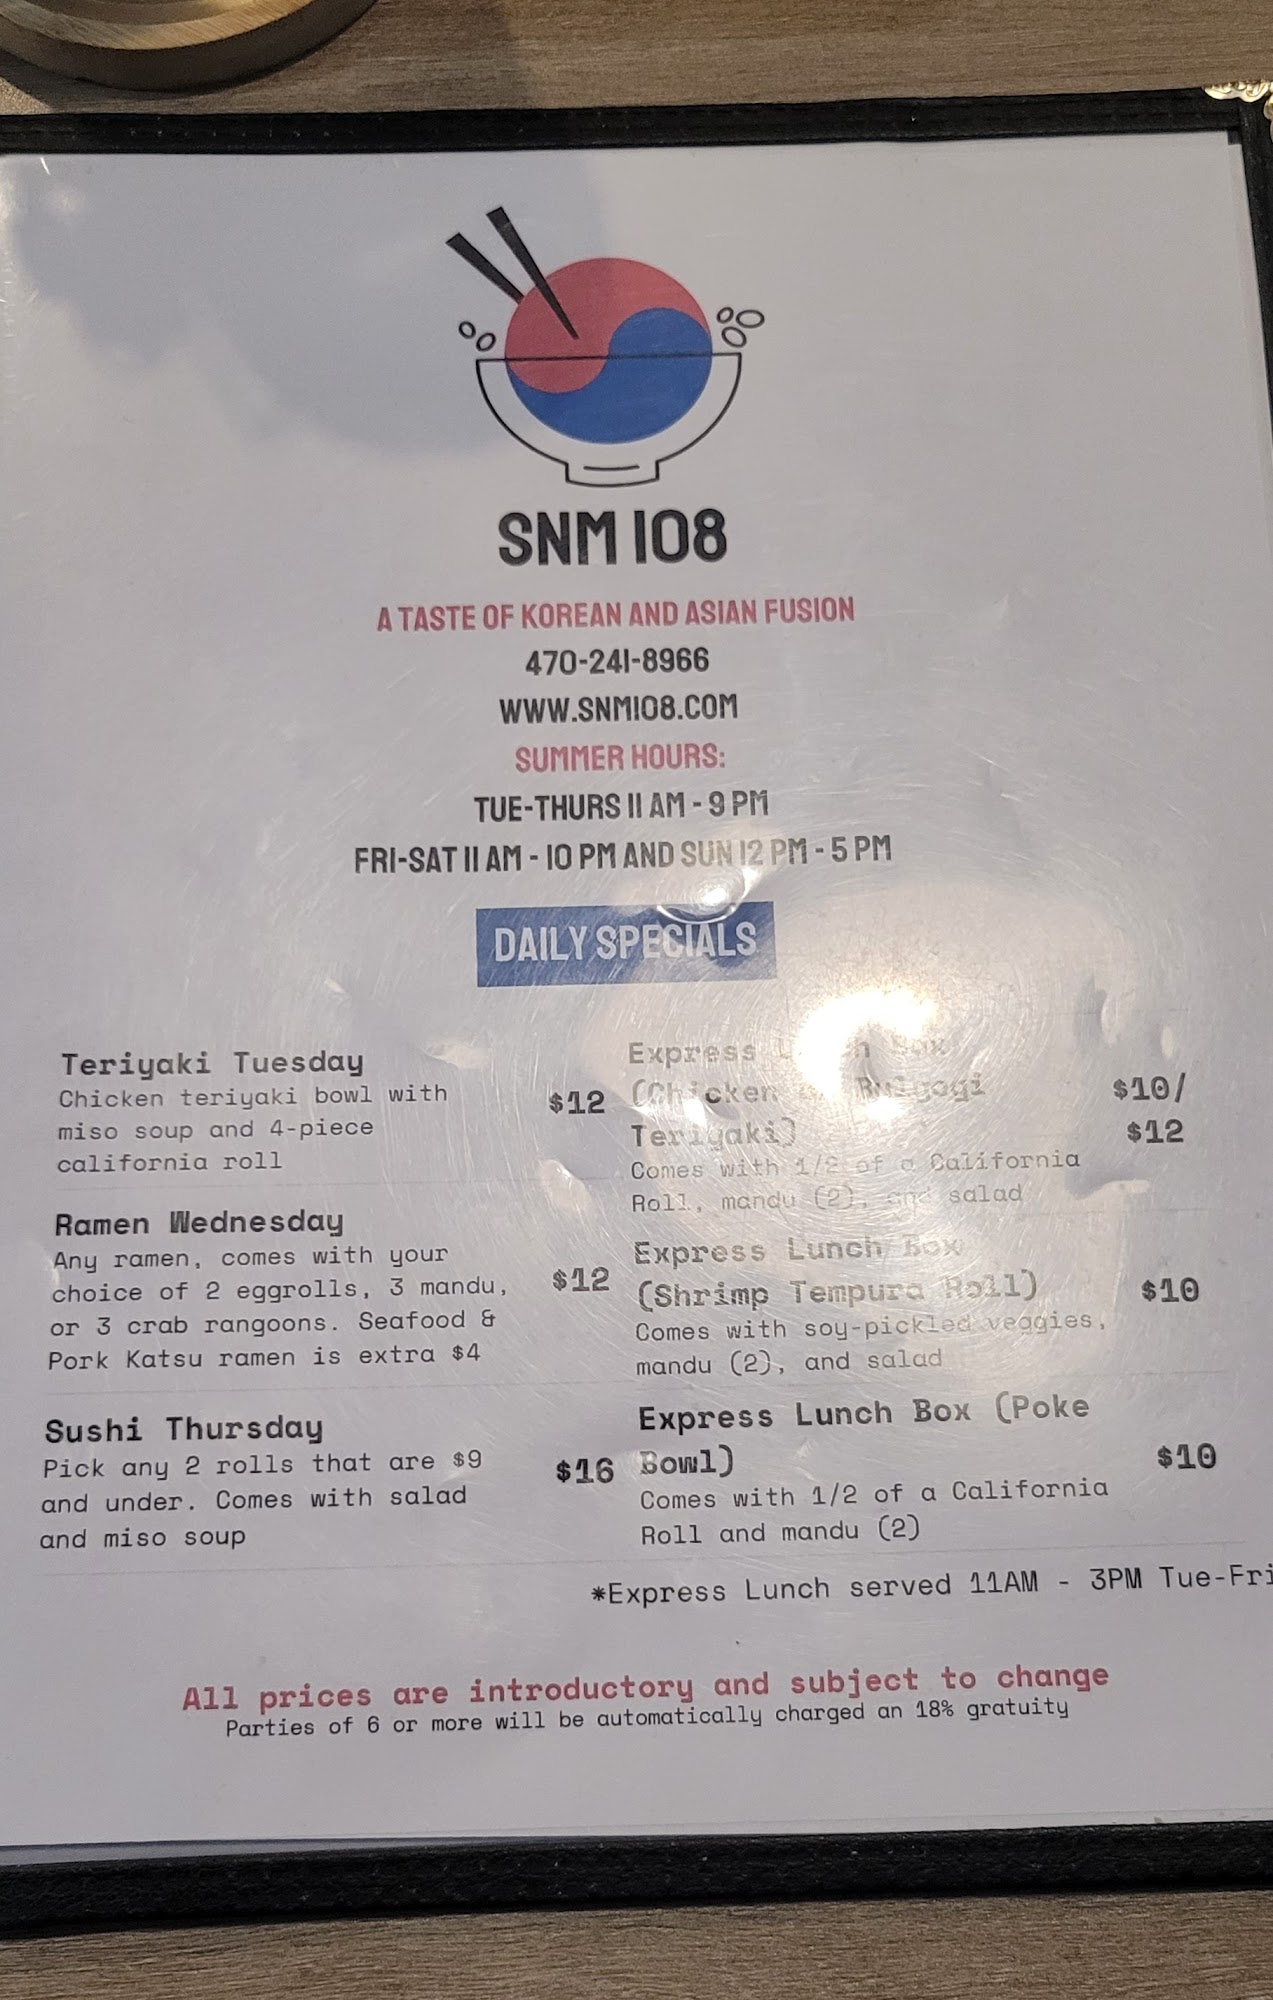 SNM 108
A TASTE OF KOREAN AND ASIAN FUSION
470-241-8966
WWW.SNM108.COM
SUMMER HOURS:
TUE-THURS 11 AM - 9 PM
FRI-SAT 11 AM - 10 PM AND SUN 12 PM - 5 PM
DAILY SPECIALS
Teriyaki Tuesday
Chicken teriyaki bowl with
miso soup and 4-piece
california roll
$12
Ramen Wednesday
Any ramen, comes with your
choice of 2 eggrolls, 3 mandu,
or 3 crab rangoons. Seafood &
Pork Katsu ramen is extra $4
$12
Sushi Thursday
Pick any 2 rolls that are $9
and under. Comes with salad
and miso soup
$16
Express Lunch Box
(Chicken Bulgogi
Teriyaki)
Comes with 1/2 of a California
Roll, mandu (2), and salad
$10/
$12
Express Lunch Box
(Shrimp Tempura Roll)
Comes with soy-pickled veggies,
mandu (2), and salad
$10
Express Lunch Box (Poke
Bowl)
Comes with 1/2 of a California
Roll and mandu (2)
$10
*Express Lunch served 11AM - 3PM Tue-Fri
All prices are introductory and subject to change
Parties of 6 or more will be automatically charged an 18% gratuity